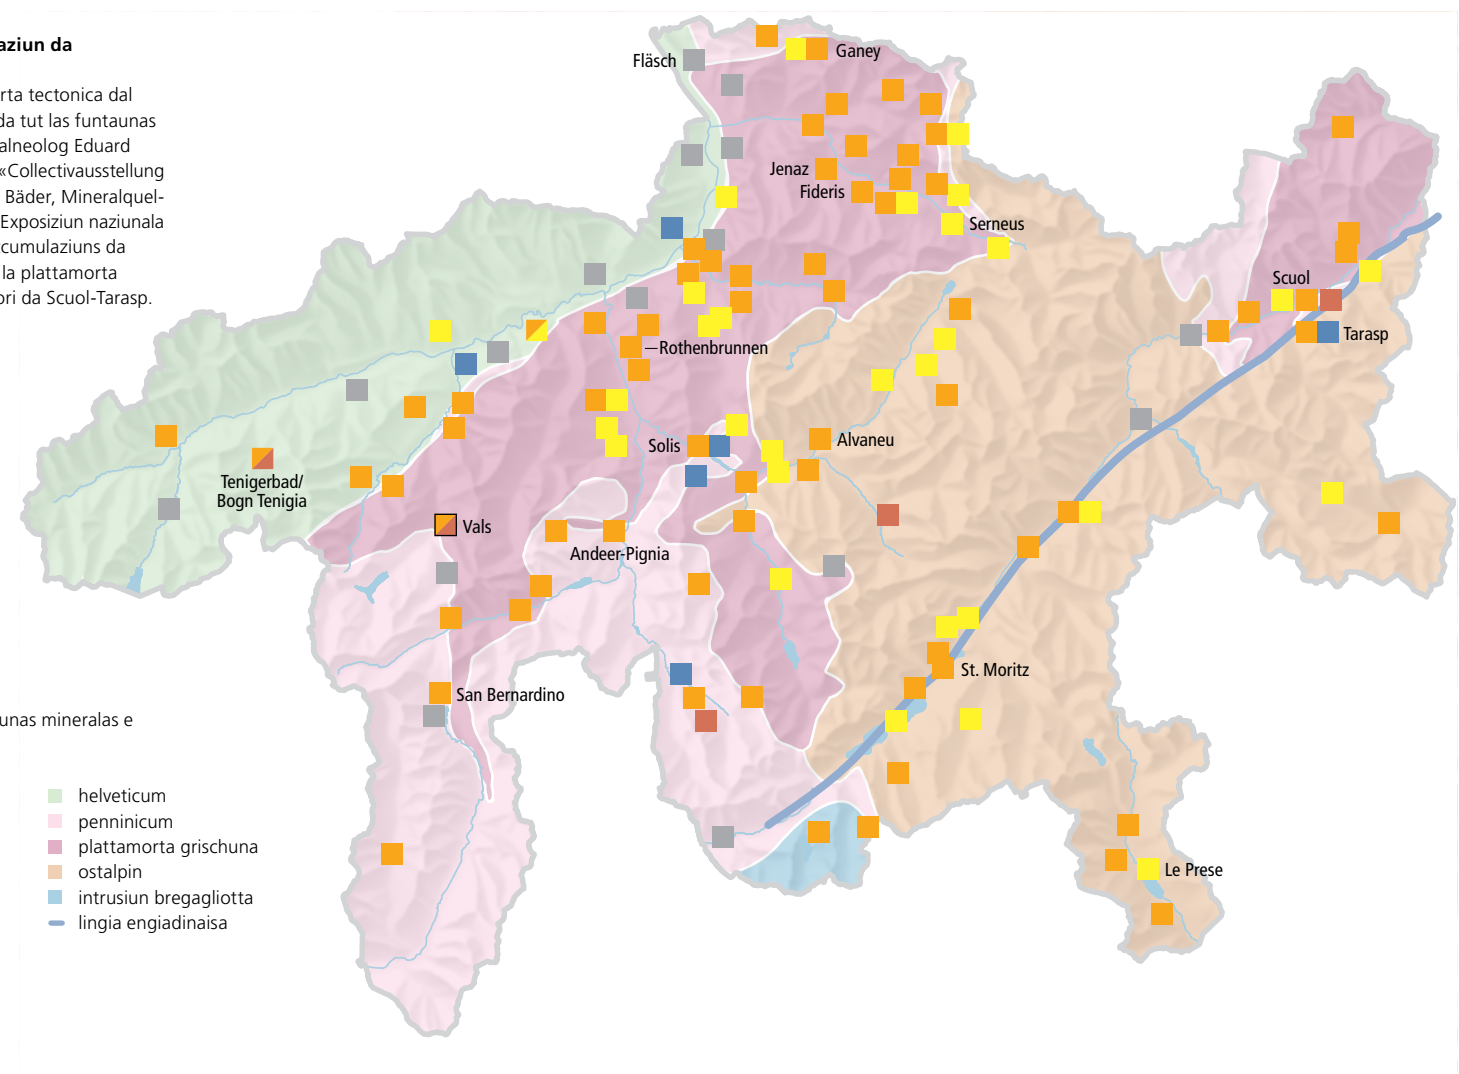 aziun da
rta tectonica dal
da tut las funtaunas
alneolog Eduard
«Collectivausstellung
Bäder, Mineralquel-
Exposiziun naziunala
ccumulaziuns da
la plattamorta
ori da Scuol-Tarasp.
Fläsch
Ganey
Jenaz
Fideris
Serneus
Scuol
Tarasp
Rothenbrunnen
Solis
Alvaneu
Tenigerbad/
Bogn Tenigia
Vals
Andeer-Pignia
St. Moritz
San Bernardino
Le Prese
unas mineralas e
helveticum
penninicum
plattamorta grischuna
ostalpin
intrusiun bregagliotta
lingia engiadinaisa